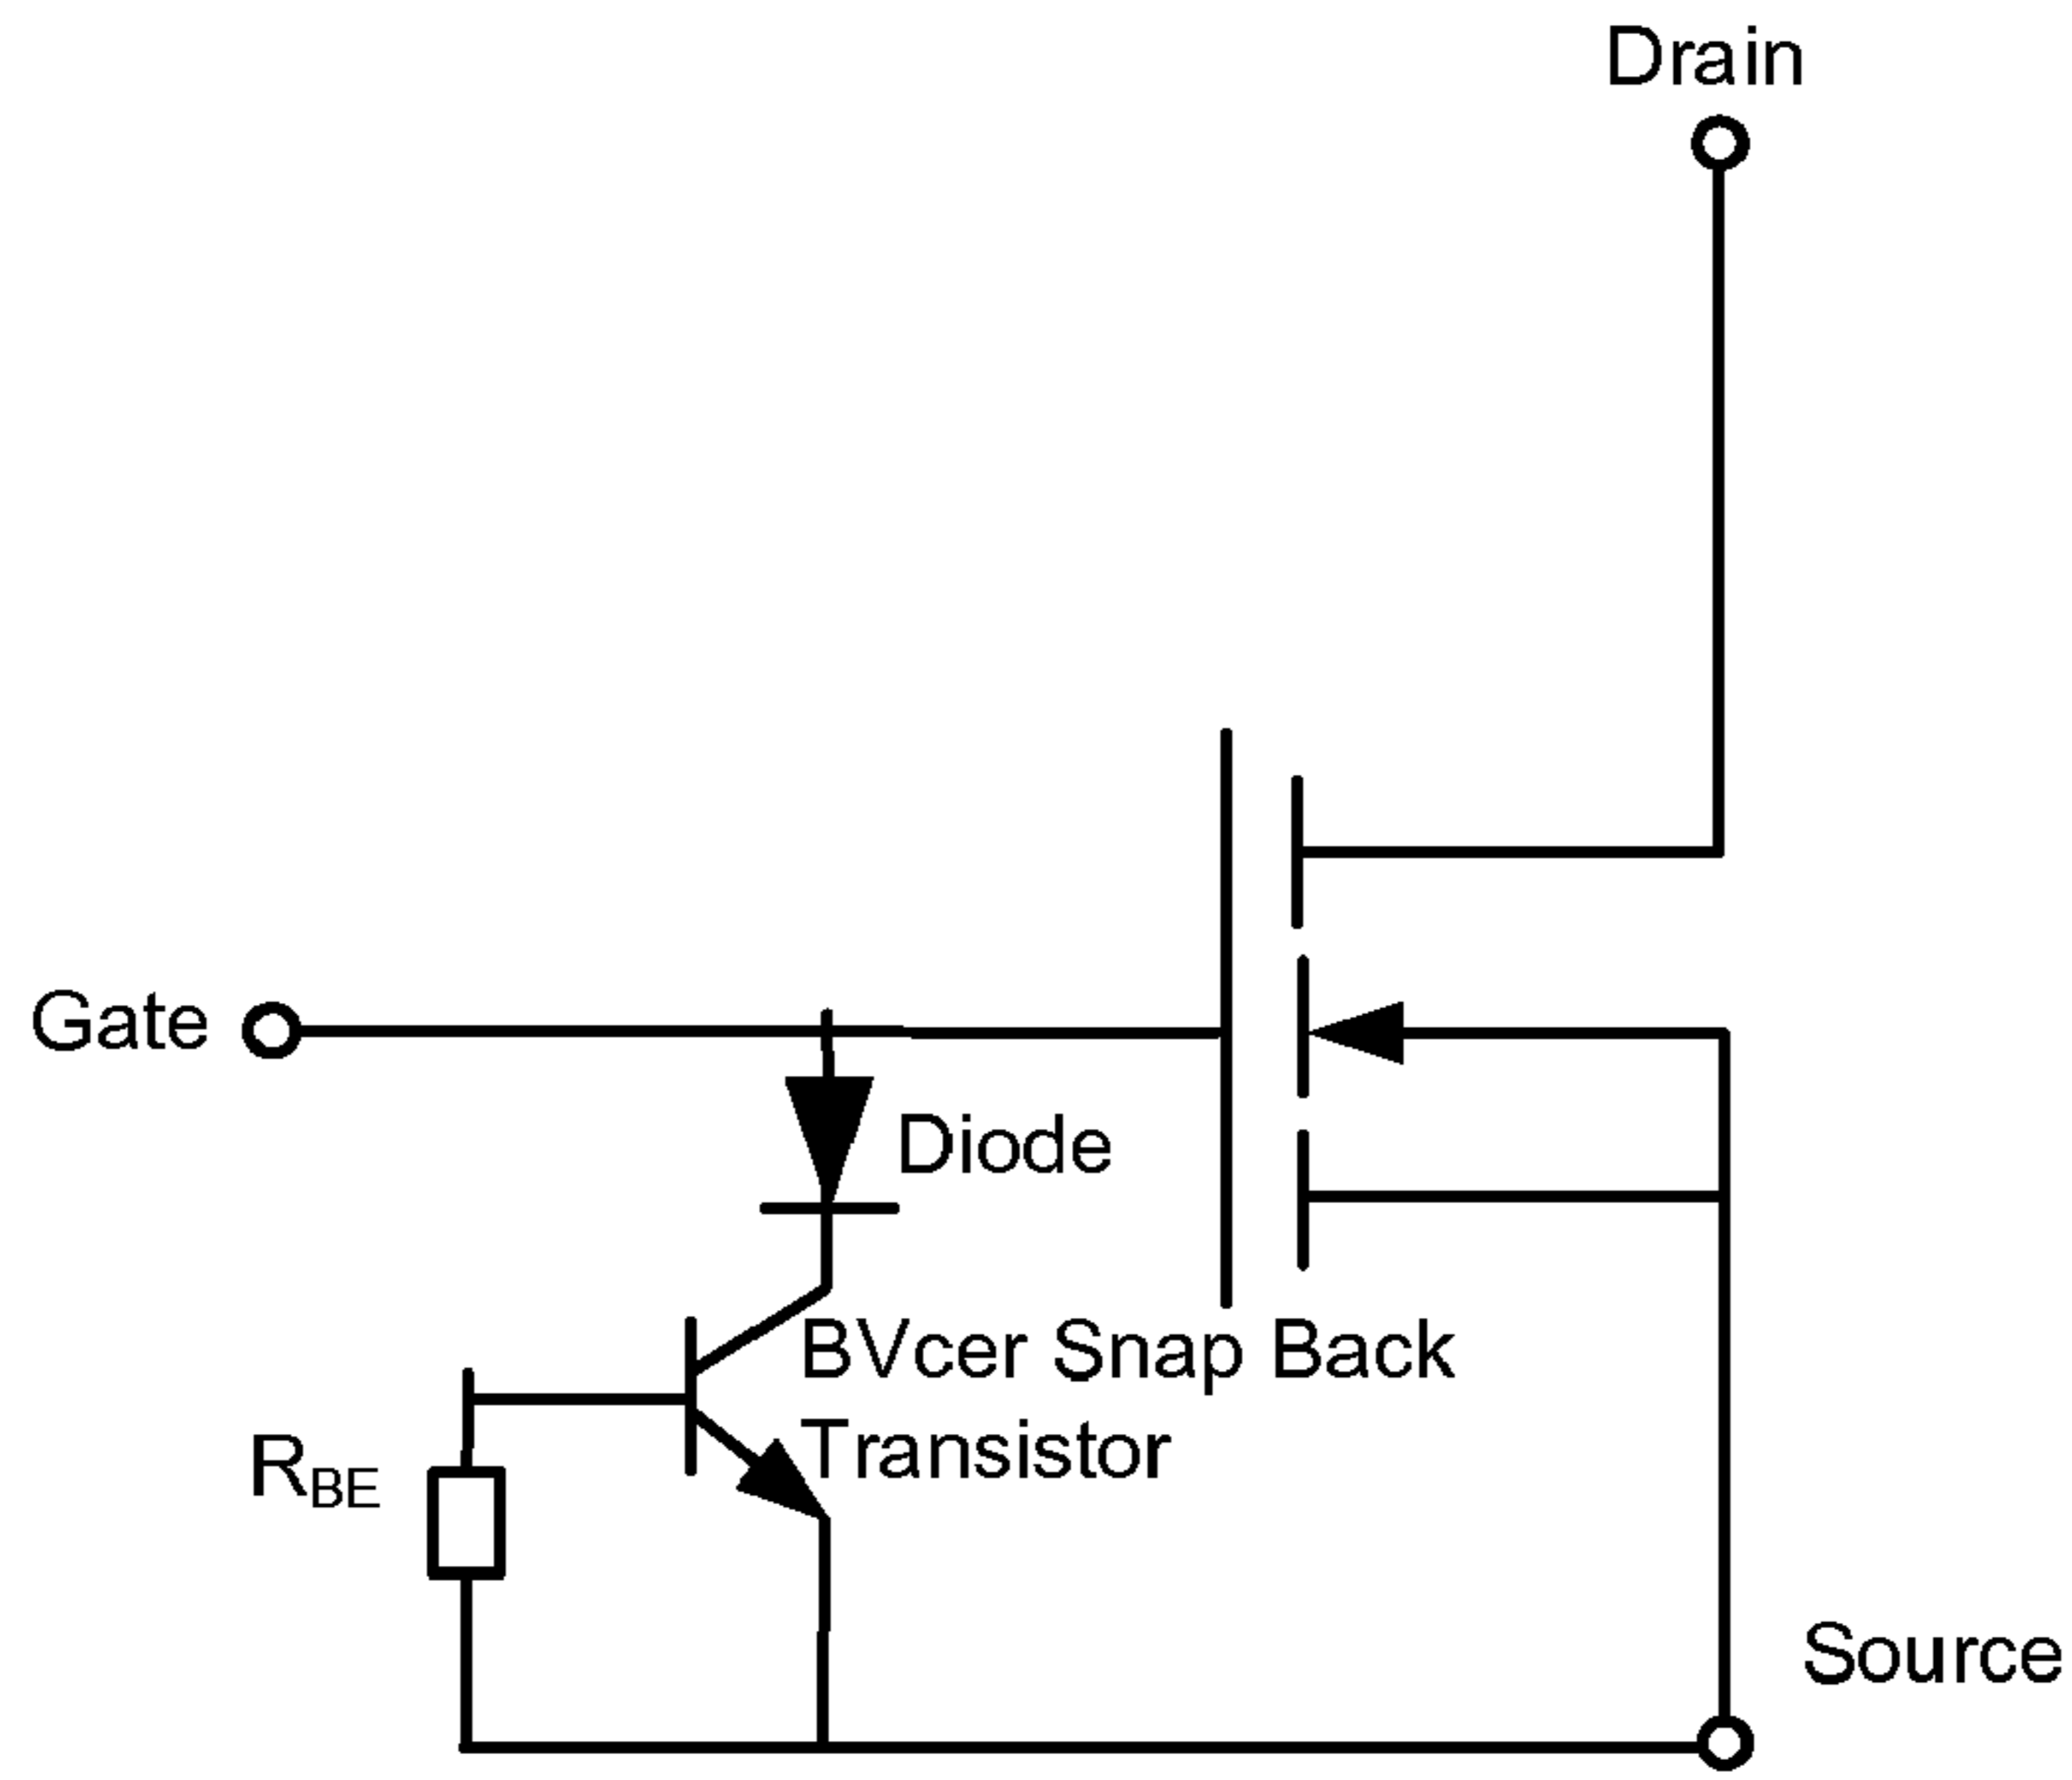 Drain
Gate
Diode
BVcer Snap Back
Transistor
RBE
Source